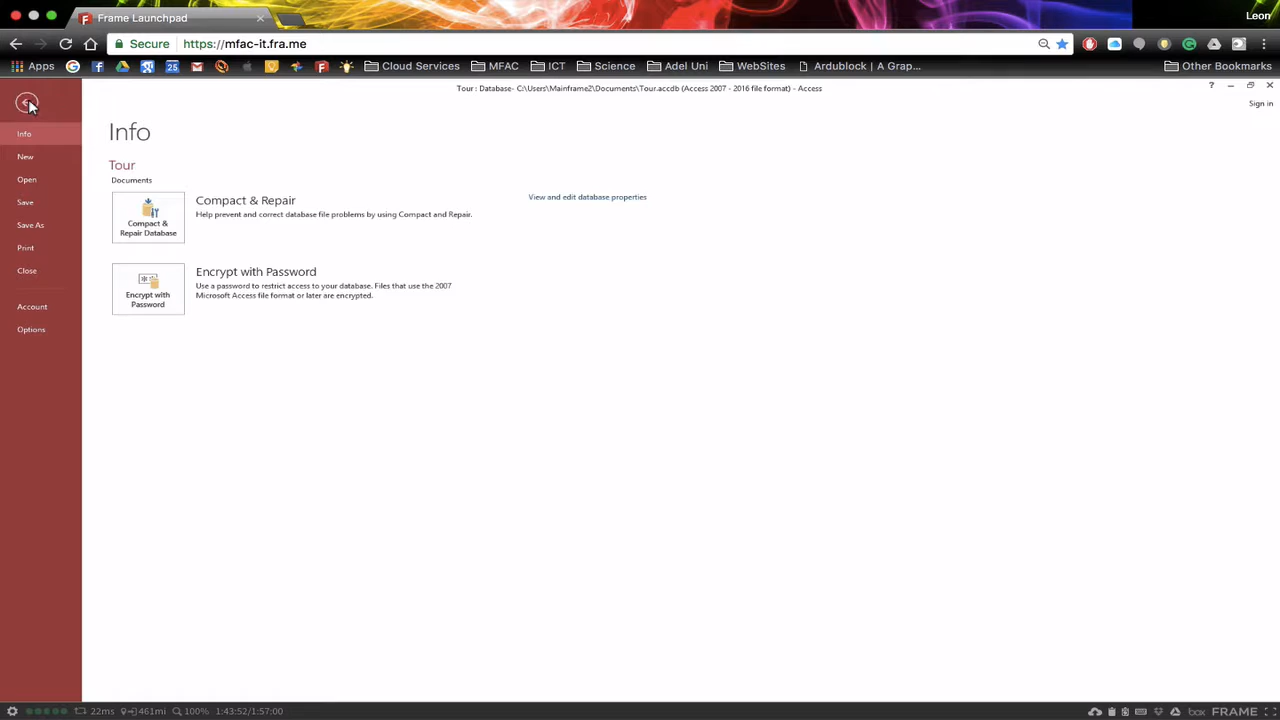 Frame Launchpad
Leon
Secure https://mfac-it.fra.me
Apps
25
Cloud Services
MFAC
ICT
Science
Adel Uni
WebSites
Ardublock | A Grap...
Other Bookmarks
Tour : Database- C:\Users\Mainframe2\Documents\Tour.accdb (Access 2007 - 2016 file format) - Access
?
Sign in
Info
New
Open
Save
Save As
Print
Close
Account
Options
Info
Tour
Documents
Compact & Repair Database
Compact & Repair
Help prevent and correct database file problems by using Compact and Repair.
View and edit database properties
Encrypt with Password
Encrypt with Password
Use a password to restrict access to your database. Files that use the 2007
Microsoft Access file format or later are encrypted.
22ms
461mi
100%
1:43:52/1:57:00
box
FRAME